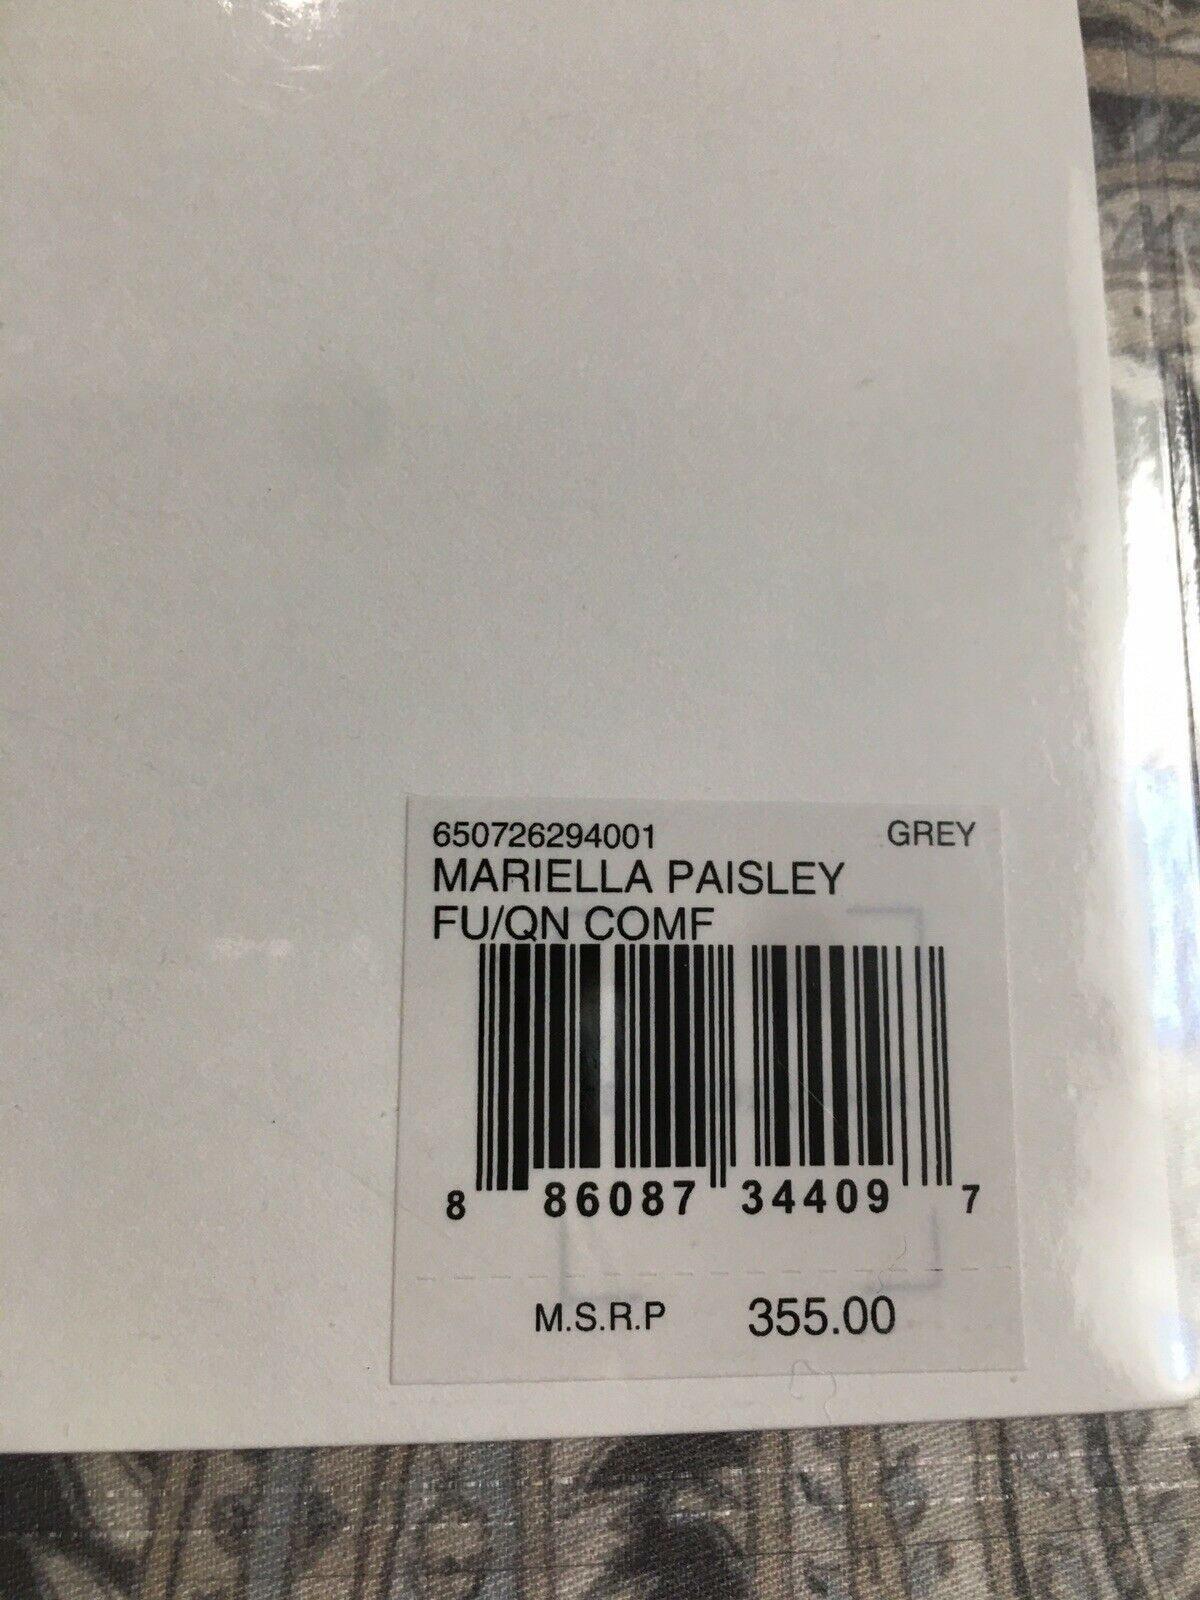 650726294001 GREY
MARIELLA PAISLEY
FU/QN COMF
8 86087 34409 7
M.S.R.P 355.00